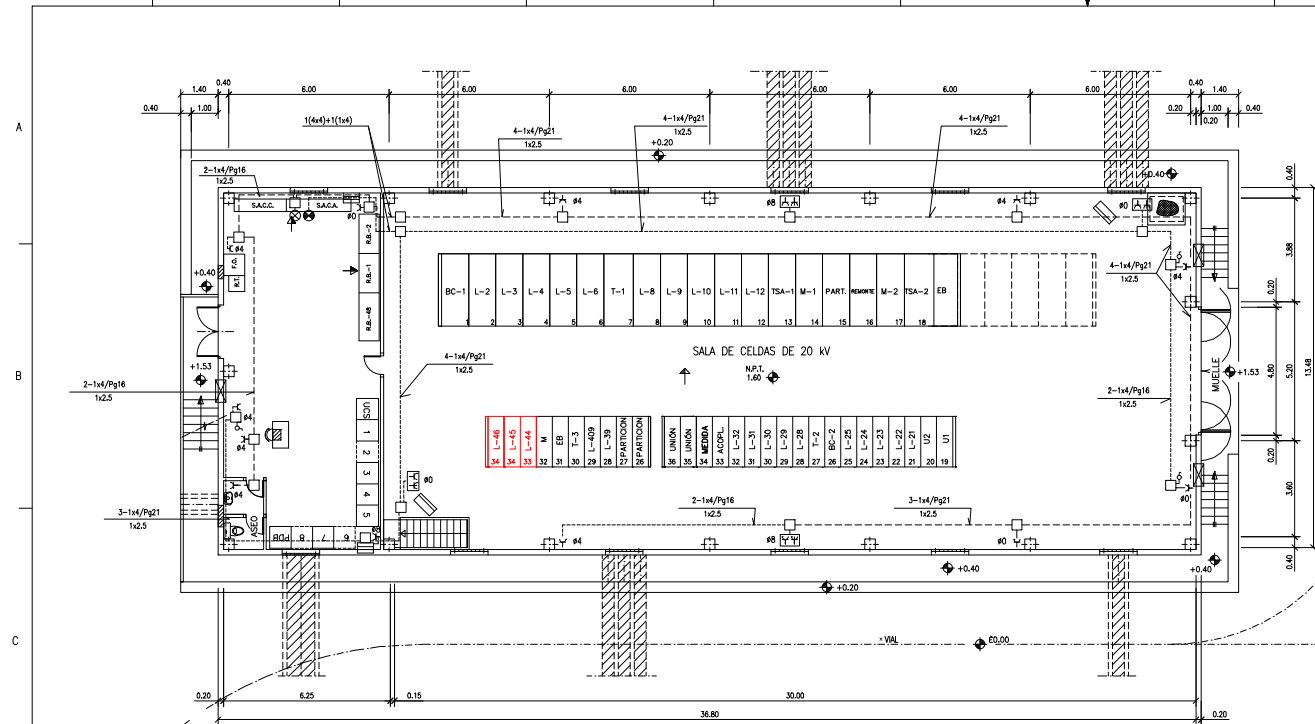 A
B
C
0.40
1.40
1.00
0.40
6.00
6.00
6.00
6.00
6.00
6.00
0.40
1.40
0.20
1.00
0.40
0.20
1(4x4)+1(1x4)
4-1x4/Pg21
1x2.5
4-1x4/Pg21
1x2.5
4-1x4/Pg21
1x2.5
+0.20
+0.40
2-1x4/Pg16
1x2.5
S.A.C.C.
S.A.C.A.
ø0
ø4
ø8
ø4
ø0
ø4
R.B.-2
R.B.-1
R.B.-48
F.O.
R.T.
+0.40
4-1x4/Pg21
1x2.5
ø4
BC-1
L-2
L-3
L-4
L-5
L-6
T-1
L-8
L-9
L-10
L-11
L-12
TSA-1
M-1
PART.
REMONTE
M-2
TSA-2
EB
1
2
3
4
5
6
7
8
9
10
11
12
13
14
15
16
17
18
SALA DE CELDAS DE 20 kV
N.P.T.
1.60
4-1x4/Pg21
1x2.5
+1.53
2-1x4/Pg16
1x2.5
MUELLE
+1.53
2-1x4/Pg16
1x2.5
0.40
3.88
0.20
4.80
5.20
13.48
0.20
3.60
0.40
UCS
1
2
3
4
5
6
7
8
PDB
ASEO
ø4
ø4
ø4
ø0
L-46
L-45
L-44
M
EB
T-3
L-409
L-39
PARTICION
PARTICION
34
34
33
32
31
30
29
28
27
26
UNIÓN
UNIÓN
MEDIDA
ACOPL.
L-32
L-31
L-30
L-29
L-28
T-2
BC-2
L-25
L-24
L-23
L-22
L-21
U2
U1
36
35
34
33
32
31
30
29
28
27
26
25
24
23
22
21
20
19
3-1x4/Pg21
1x2.5
2-1x4/Pg16
1x2.5
3-1x4/Pg21
1x2.5
ø8
ø4
ø8
ø0
ø0
+0.40
+0.40
+0.20
VIAL
±0.00
0.20
6.25
0.15
30.00
36.80
0.20